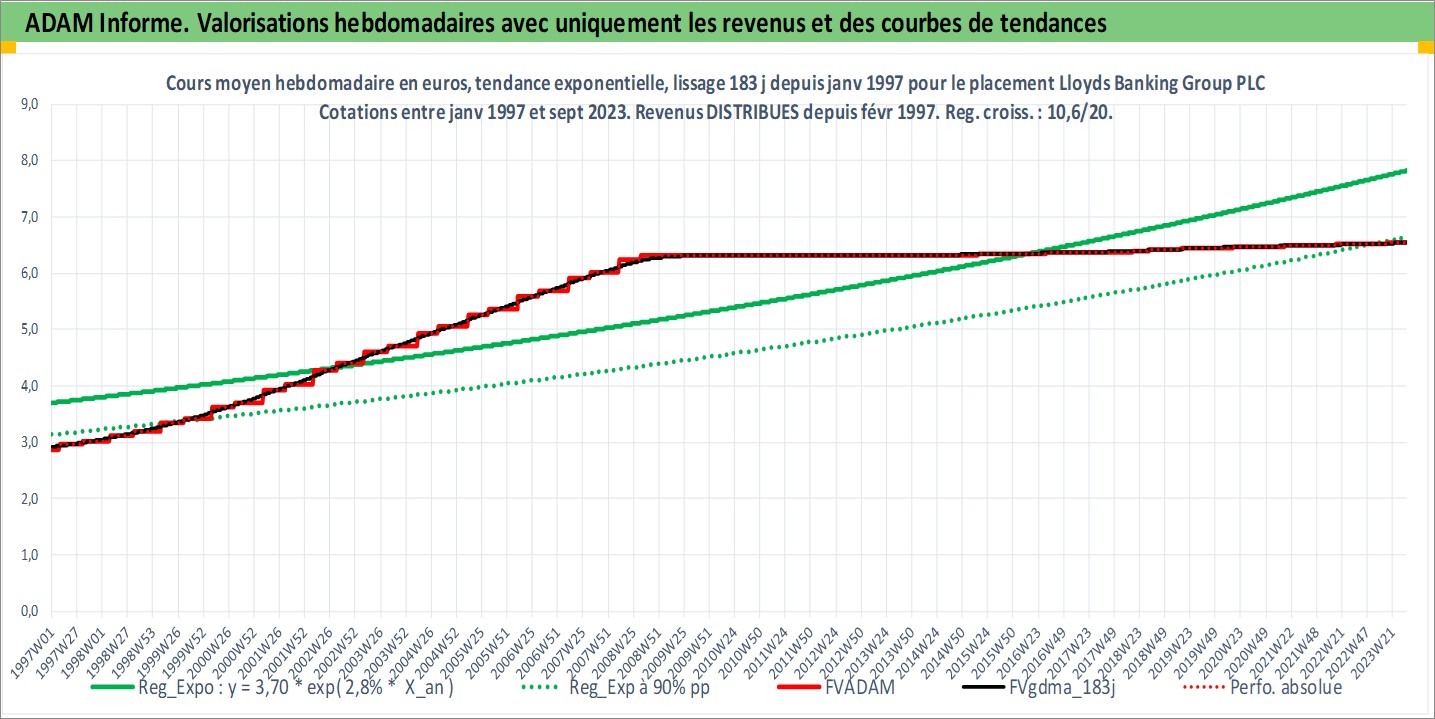 ADAM Informe. Valorisations hebdomadaires avec uniquement les revenus et des courbes de tendances
Cours moyen hebdomadaire en euros, tendance exponentielle, lissage 183 j depuis janv 1997 pour le placement Lloyds Banking Group PLC
Cotations entre janv 1997 et sept 2023. Revenus DISTRIBUES depuis févr 1997. Reg. croiss. : 10,6/20.
9,0
8,0
7,0
6,0
5,0
4,0
3,0
2,0
1,0
0,0
1997W01 1997W27 1998W01 1998W27 1998W53 1999W26 1999W52 2000W26 2000W52 2001W26 2001W52 2002W26 2002W52 2003W26 2003W52 2004W26 2004W52 2005W25 2005W51 2006W25 2006W51 2007W25 2007W51 2008W25 2008W51 2009W25 2009W51 2010W24 2010W50 2011W24 2011W50 2012W24 2012W50 2013W24 2013W50 2014W24 2014W50 2015W24 2015W50 2016W23 2016W49 2017W23 2017W49 2018W23 2018W49 2019W23 2019W49 2020W23 2020W49 2021W22 2021W48 2022W21 2022W47 2023W21
Reg_Expo : y = 3,70 * exp( 2,8% * X_an ) Reg_Exp à 90% pp FVADAM FVgdma_183j Perfo. absolue